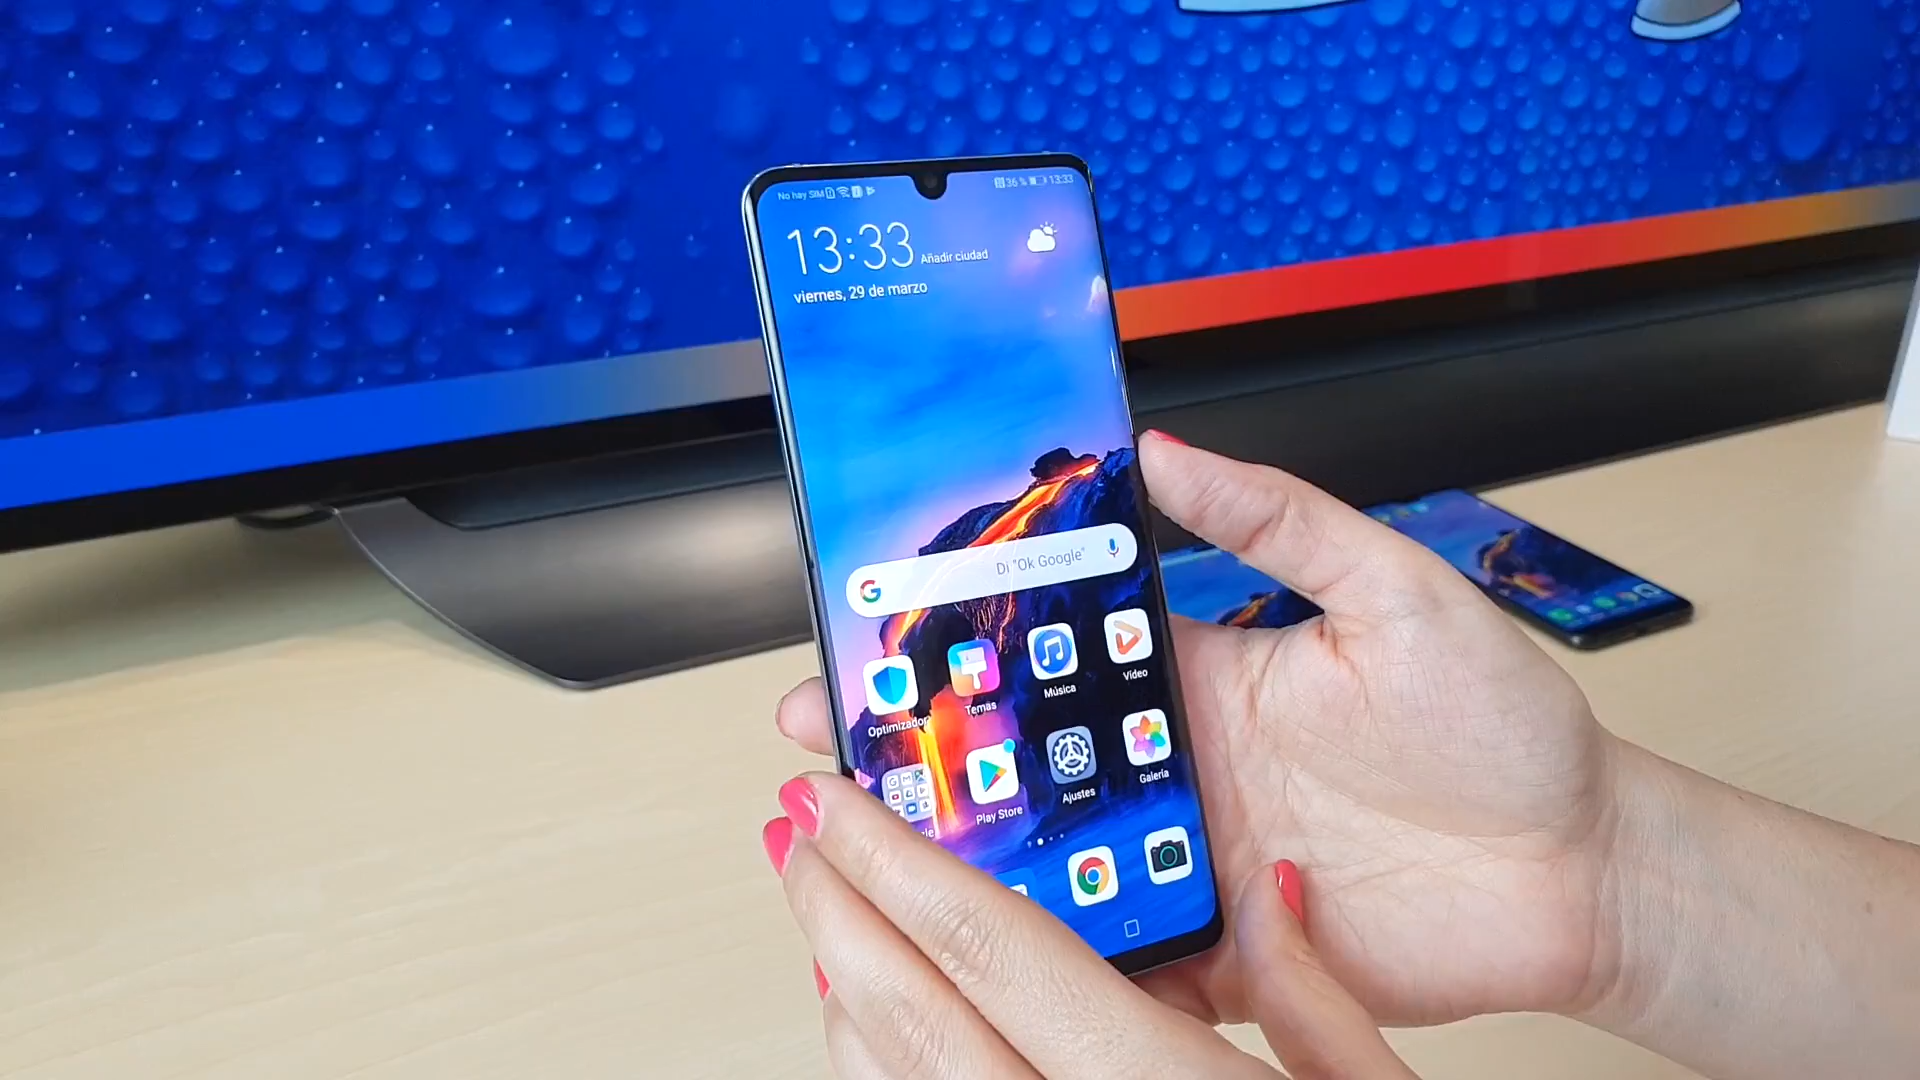 No hay SIM
36 % 13:33
13:33 Añadir ciudad
viernes, 29 de marzo
Di "Ok Google"
Optimizador Temas Música Vídeo
Play Store Ajustes Galería